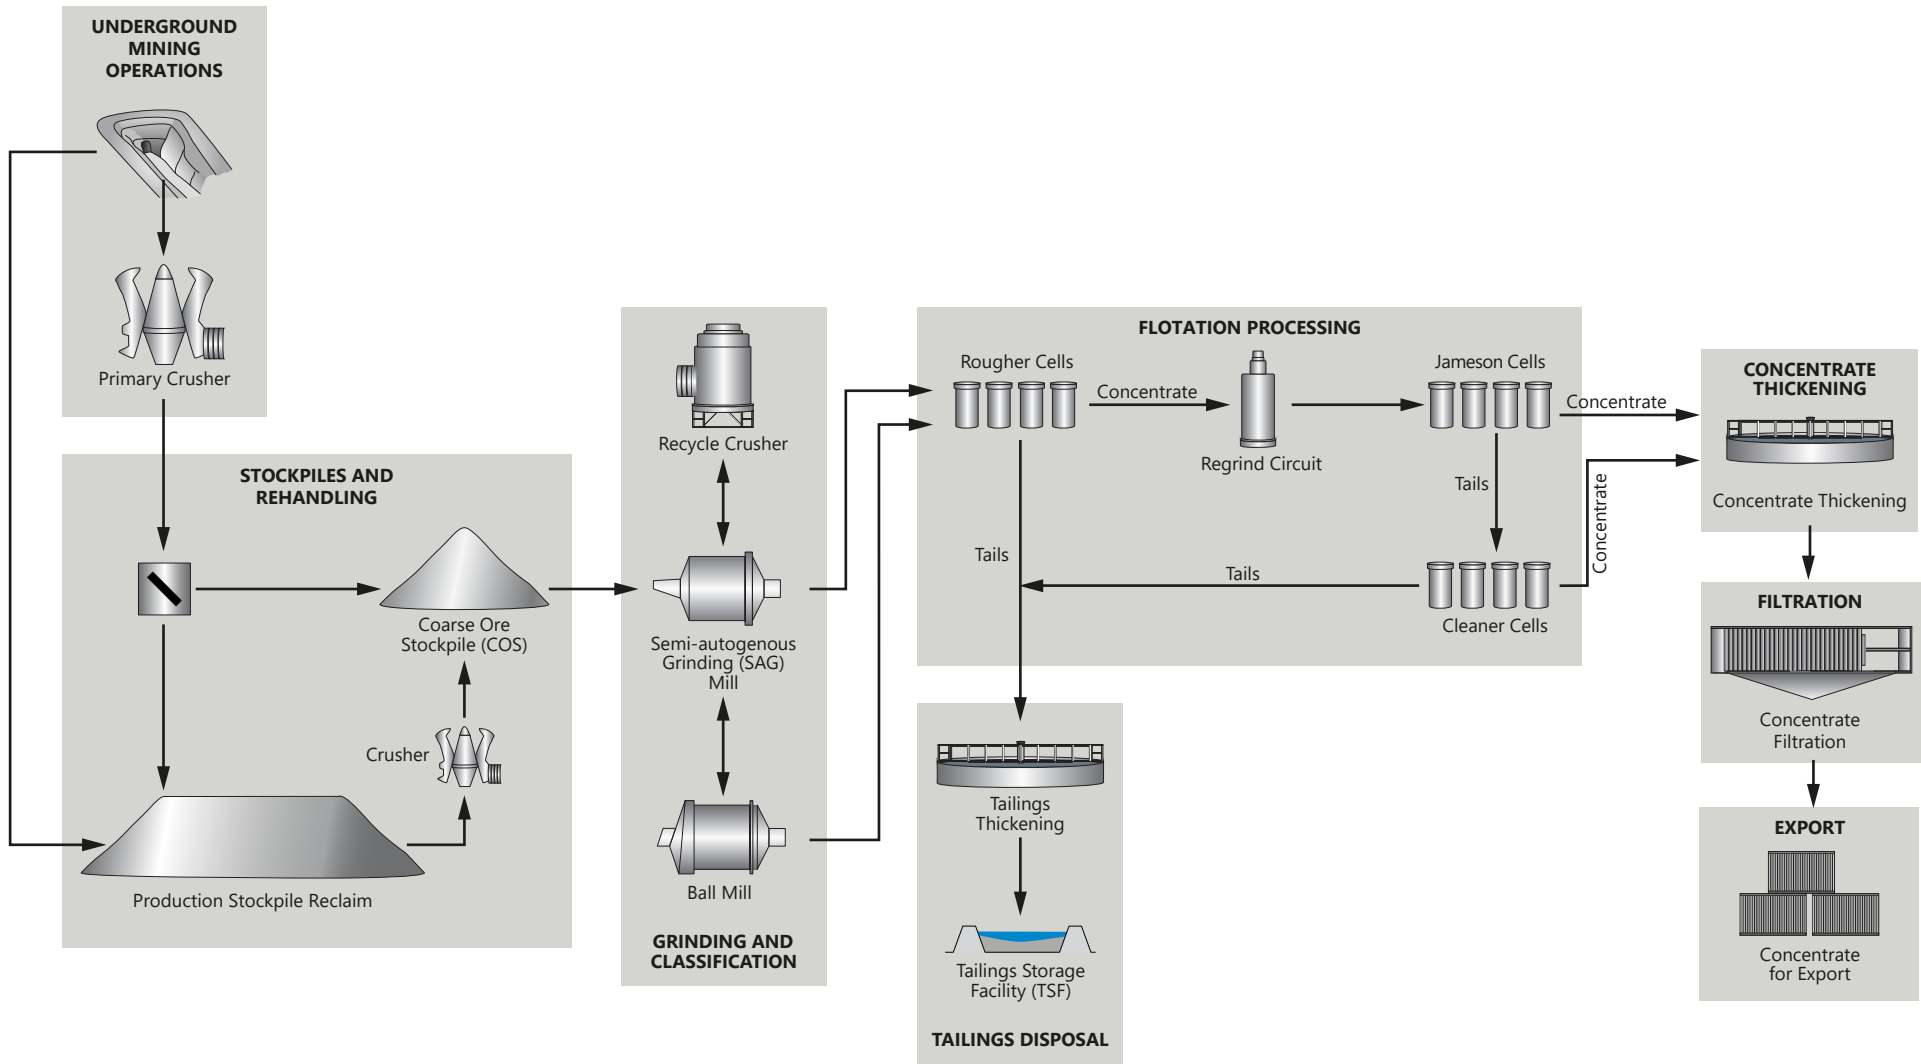 UNDERGROUND
MINING
OPERATIONS
Primary Crusher
STOCKPILES AND
REHANDLING
Coarse Ore
Stockpile (COS)
Crusher
Production Stockpile Reclaim
Recycle Crusher
Semi-autogenous
Grinding (SAG)
Mill
Ball Mill
GRINDING AND
CLASSIFICATION
FLOTATION PROCESSING
Rougher Cells
Concentrate
Regrind Circuit
Jameson Cells
Concentrate
Tails
Tails
Tails
Concentrate
Cleaner Cells
Tailings
Thickening
Tailings Storage
Facility (TSF)
TAILINGS DISPOSAL
CONCENTRATE
THICKENING
Concentrate Thickening
FILTRATION
Concentrate
Filtration
EXPORT
Concentrate
for Export